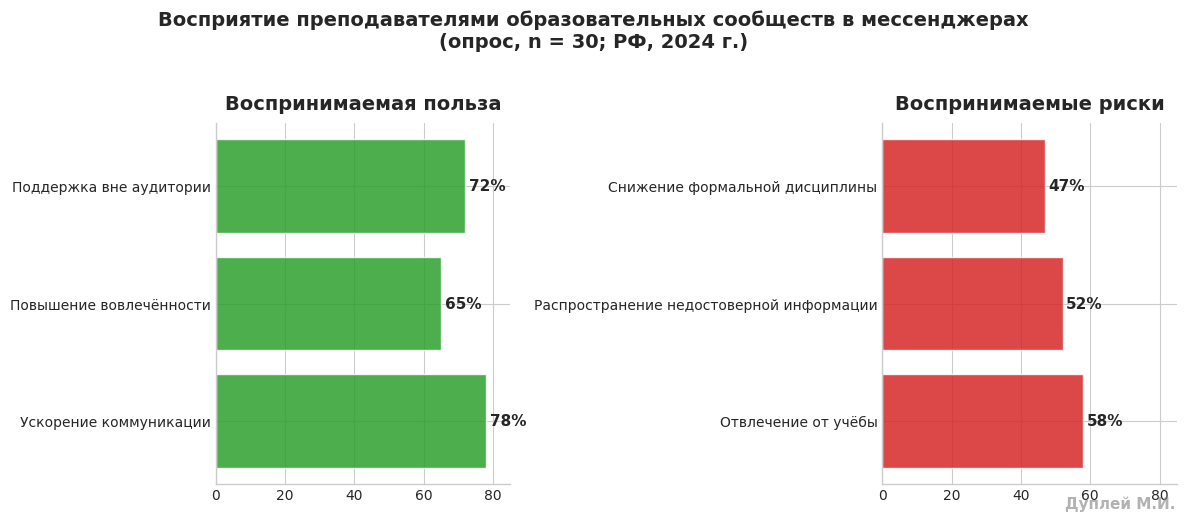 Восприятие преподавателями образовательных сообществ в мессенджерах
(опрос, n = 30; РФ, 2024 г.)
Воспринимаемая польза
Поддержка вне аудитории
72%
Повышение вовлечённости
65%
Ускорение коммуникации
78%
0 20 40 60 80
Воспринимаемые риски
Снижение формальной дисциплины
47%
Распространение недостоверной информации
52%
Отвлечение от учёбы
58%
0 20 40 60 80
Дуплей М.И.